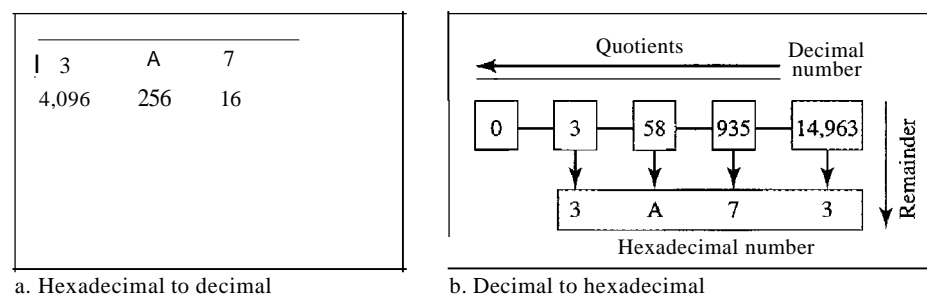 3 A 7
4,096 256 16
a. Hexadecimal to decimal
Quotients
Decimal number
0 3 58 935 14,963
3 A 7 3
Remainder
Hexadecimal number
b. Decimal to hexadecimal